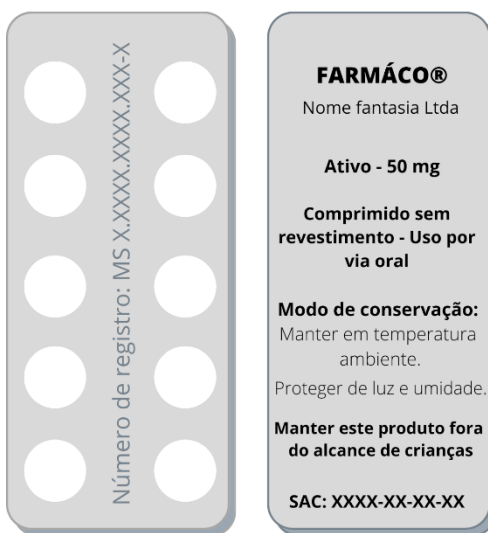 Número de registro: MS X.XXXX.XXXX.XXX-X
FARMÁCO®
Nome fantasia Ltda
Ativo - 50 mg
Comprimido sem
revestimento - Uso por
via oral
Modo de conservação:
Manter em temperatura
ambiente.
Proteger de luz e umidade.
Manter este produto fora
do alcance de crianças
SAC: XXXX-XX-XX-XX